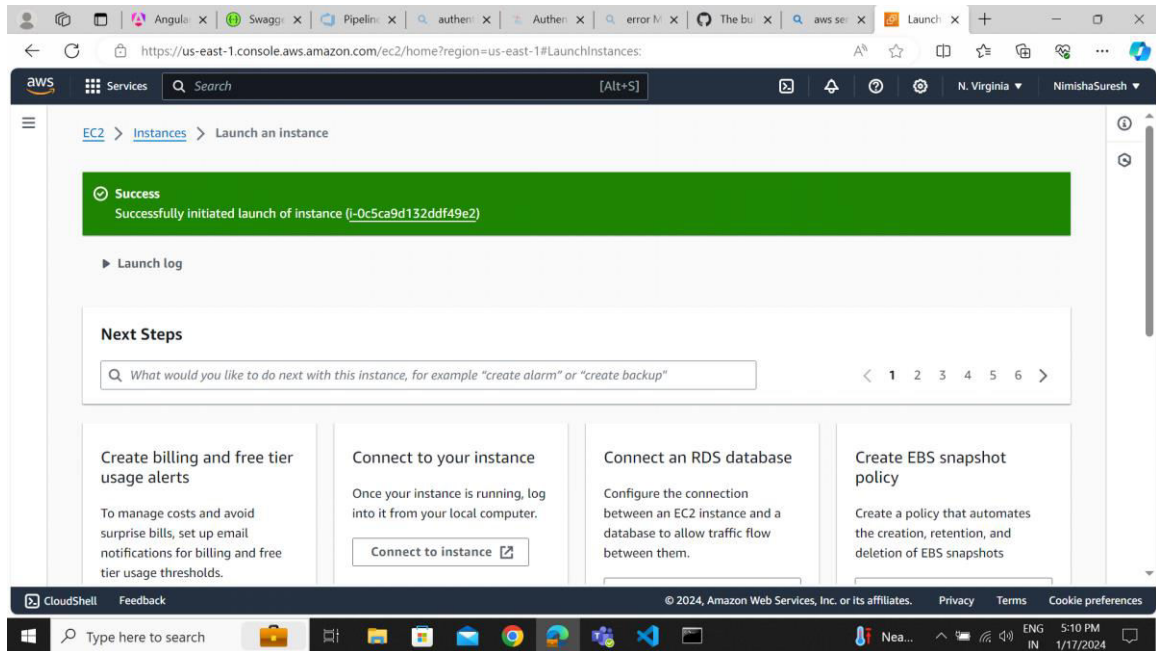 Angula
Swagge
Pipeline
authent
Authen
error M
The bu
aws ser
Launch
https://us-east-1.console.aws.amazon.com/ec2/home?region=us-east-1#LaunchInstances:
aws
Services
Search
[Alt+S]
N. Virginia
NimishaSuresh
EC2 > Instances > Launch an instance
Success
Successfully initiated launch of instance (i-0c5ca9d132ddf49e2)
Launch log
Next Steps
What would you like to do next with this instance, for example "create alarm" or "create backup"
< 1 2 3 4 5 6 >
Create billing and free tier
usage alerts
To manage costs and avoid
surprise bills, set up email
notifications for billing and free
tier usage thresholds.
Connect to your instance
Once your instance is running, log
into it from your local computer.
Connect to instance
Connect an RDS database
Configure the connection
between an EC2 instance and a
database to allow traffic flow
between them.
Create EBS snapshot
policy
Create a policy that automates
the creation, retention, and
deletion of EBS snapshots
CloudShell
Feedback
© 2024, Amazon Web Services, Inc. or its affiliates.
Privacy
Terms
Cookie preferences
Type here to search
Nea...
ENG
IN
5:10 PM
1/17/2024